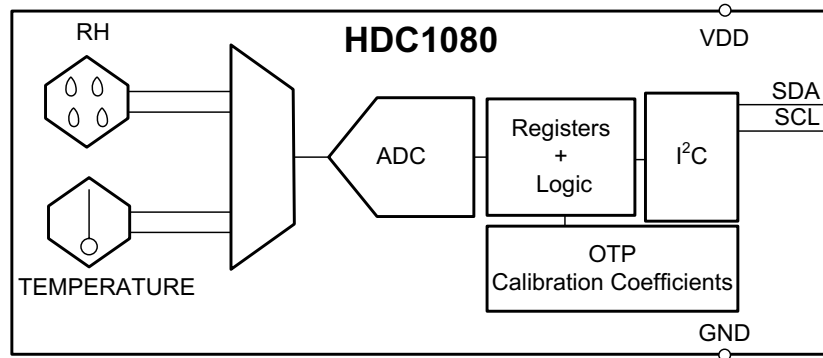 RH
HDC1080
VDD
SDA
SCL
ADC
Registers
+
Logic
I²C
TEMPERATURE
OTP
Calibration Coefficients
GND